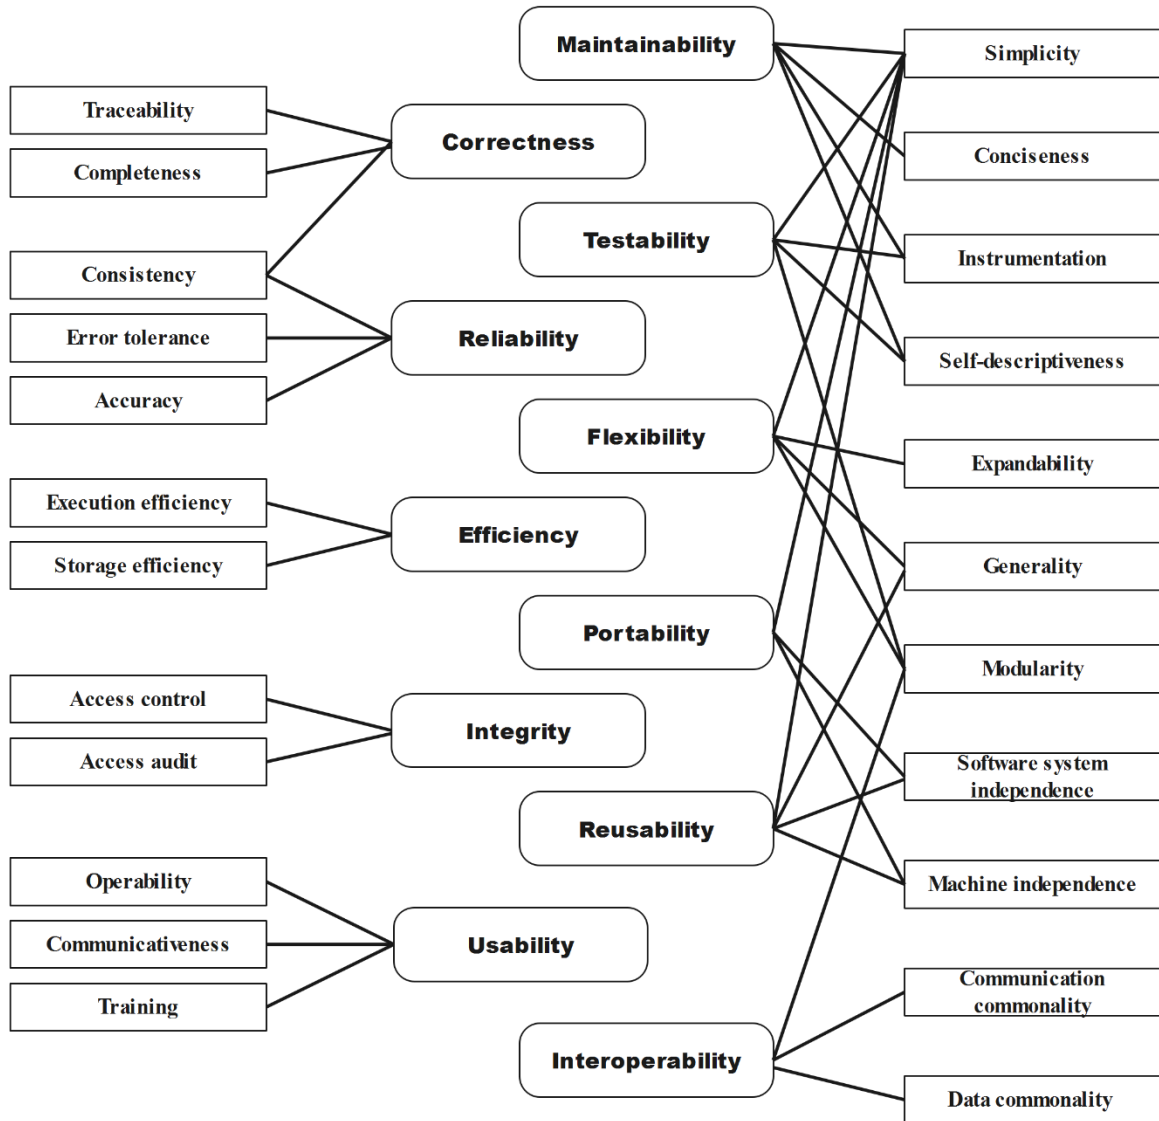 Maintainability
Simplicity
Traceability
Correctness
Completeness
Conciseness
Testability
Consistency
Instrumentation
Error tolerance
Reliability
Self-descriptiveness
Accuracy
Flexibility
Expandability
Execution efficiency
Efficiency
Storage efficiency
Generality
Portability
Modularity
Access control
Integrity
Access audit
Software system
independence
Reusability
Operability
Machine independence
Communicativeness
Usability
Training
Communication
commonality
Interoperability
Data commonality